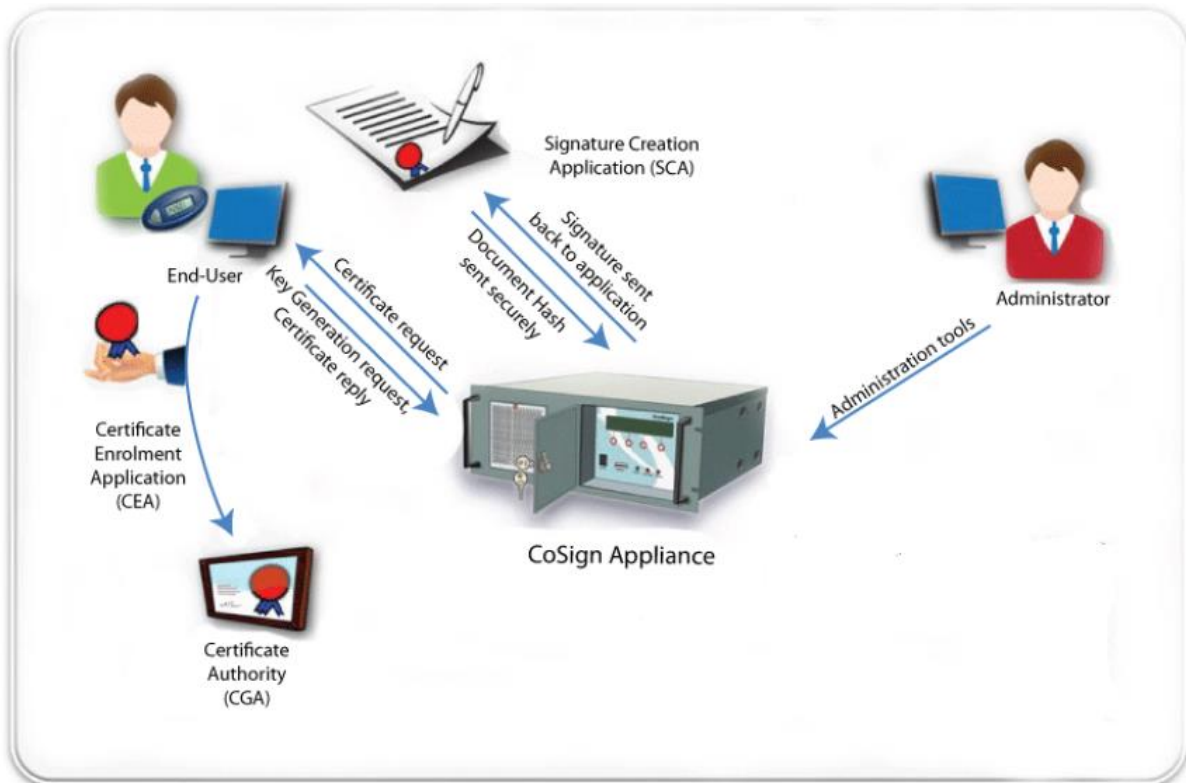 Signature Creation
Application (SCA)
Signature sent
back to application
Document Hash
sent securely
End-User
Certificate request
Key Generation request,
Certificate reply
Administrator
Administration tools
Certificate
Enrolment
Application
(CEA)
CoSign Appliance
Certificate
Authority
(CGA)